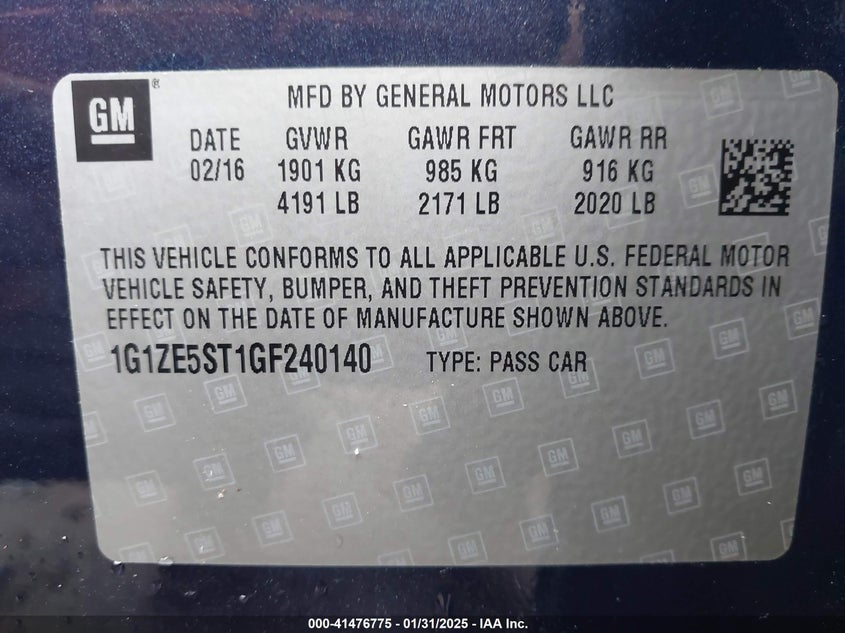 GM
MFD BY GENERAL MOTORS LLC
DATE GVWR GAWR FRT GAWR RR
02/16 1901 KG 985 KG 916 KG
4191 LB 2171 LB 2020 LB
THIS VEHICLE CONFORMS TO ALL APPLICABLE U.S. FEDERAL MOTOR
VEHICLE SAFETY, BUMPER, AND THEFT PREVENTION STANDARDS IN
EFFECT ON THE DATE OF MANUFACTURE SHOWN ABOVE.
1G1ZE5ST1GF240140 TYPE: PASS CAR
000-41476775 — 01/31/2025 - IAA Inc.